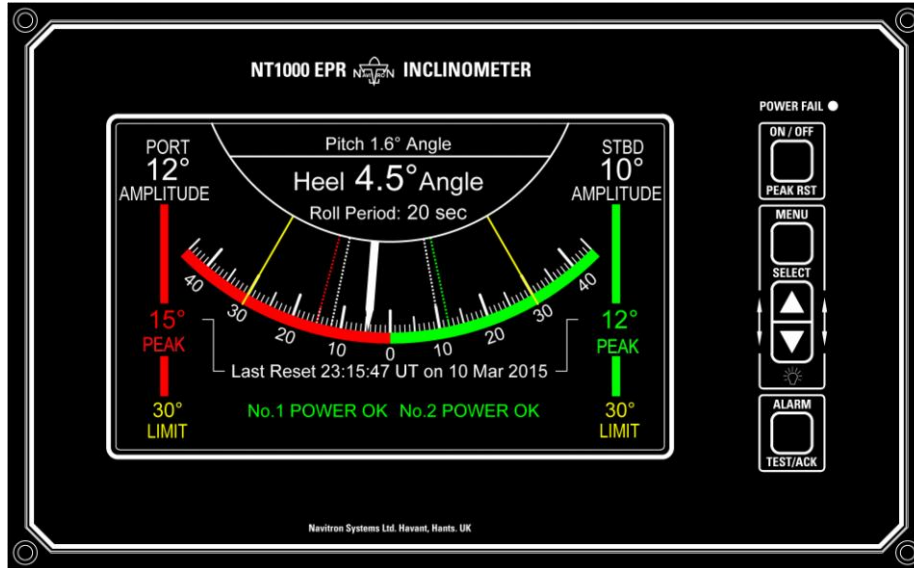 NT1000 EPR NAVITRON INCLINOMETER
POWER FAIL
ON / OFF
PEAK RST
MENU
SELECT
ALARM
TEST/ACK
PORT
12°
AMPLITUDE
15°
PEAK
30°
LIMIT
Pitch 1.6° Angle
Heel 4.5° Angle
Roll Period: 20 sec
40 30 20 10 0 10 20 30 40
Last Reset 23:15:47 UT on 10 Mar 2015
No.1 POWER OK No.2 POWER OK
STBD
10°
AMPLITUDE
12°
PEAK
30°
LIMIT
Navitron Systems Ltd. Havant, Hants. UK